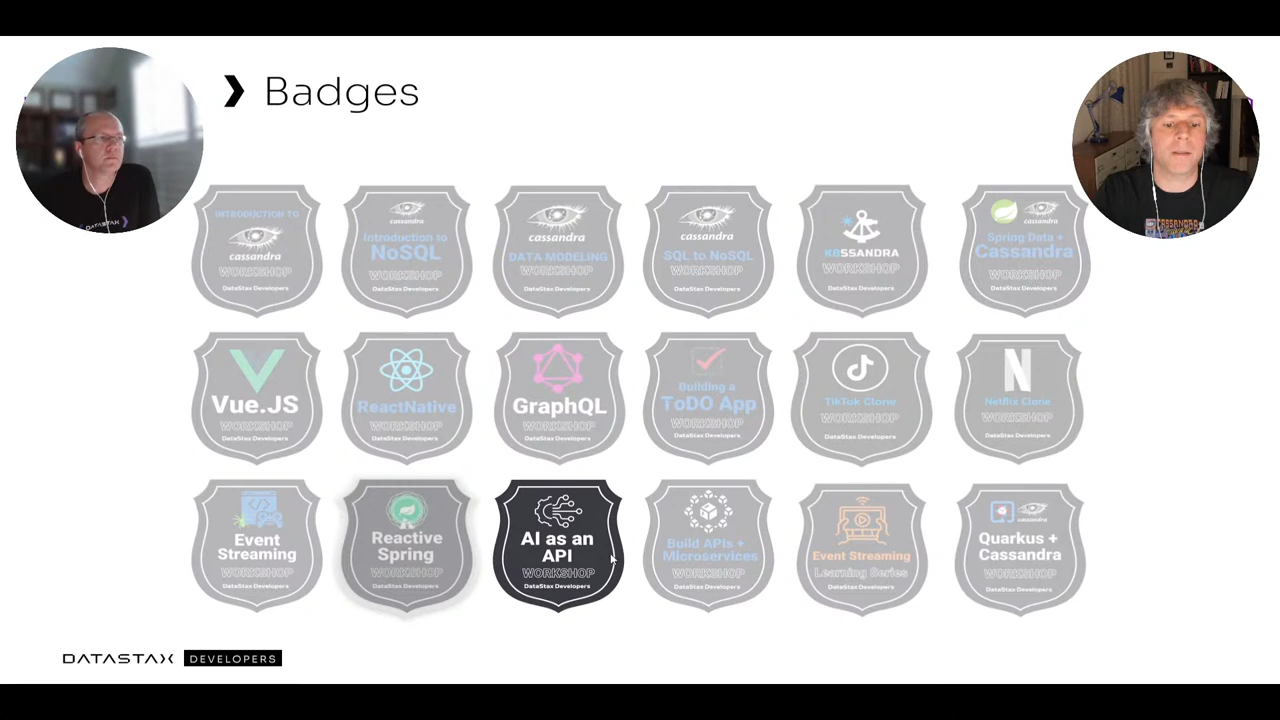 Badges
INTRODUCTION TO
cassandra
WORKSHOP
DataStax Developers
cassandra
Introduction to
NoSQL
WORKSHOP
DataStax Developers
cassandra
DATA MODELING
WORKSHOP
DataStax Developers
cassandra
SQL to NoSQL
WORKSHOP
DataStax Developers
K8SSANDRA
WORKSHOP
DataStax Developers
cassandra
Spring Data +
Cassandra
WORKSHOP
DataStax Developers
Vue.JS
WORKSHOP
DataStax Developers
ReactNative
WORKSHOP
DataStax Developers
GraphQL
WORKSHOP
DataStax Developers
Building a
ToDO App
WORKSHOP
DataStax Developers
TikTok Clone
WORKSHOP
DataStax Developers
N
Netflix Clone
WORKSHOP
DataStax Developers
Event
Streaming
WORKSHOP
DataStax Developers
Reactive
Spring
WORKSHOP
DataStax Developers
AI as an
API
WORKSHOP
DataStax Developers
Build APIs +
Microservices
WORKSHOP
DataStax Developers
Event Streaming
Learning Series
DataStax Developers
cassandra
Quarkus +
Cassandra
WORKSHOP
DataStax Developers
DATASTAX
CASSANDRA
DATASTAX DEVELOPERS